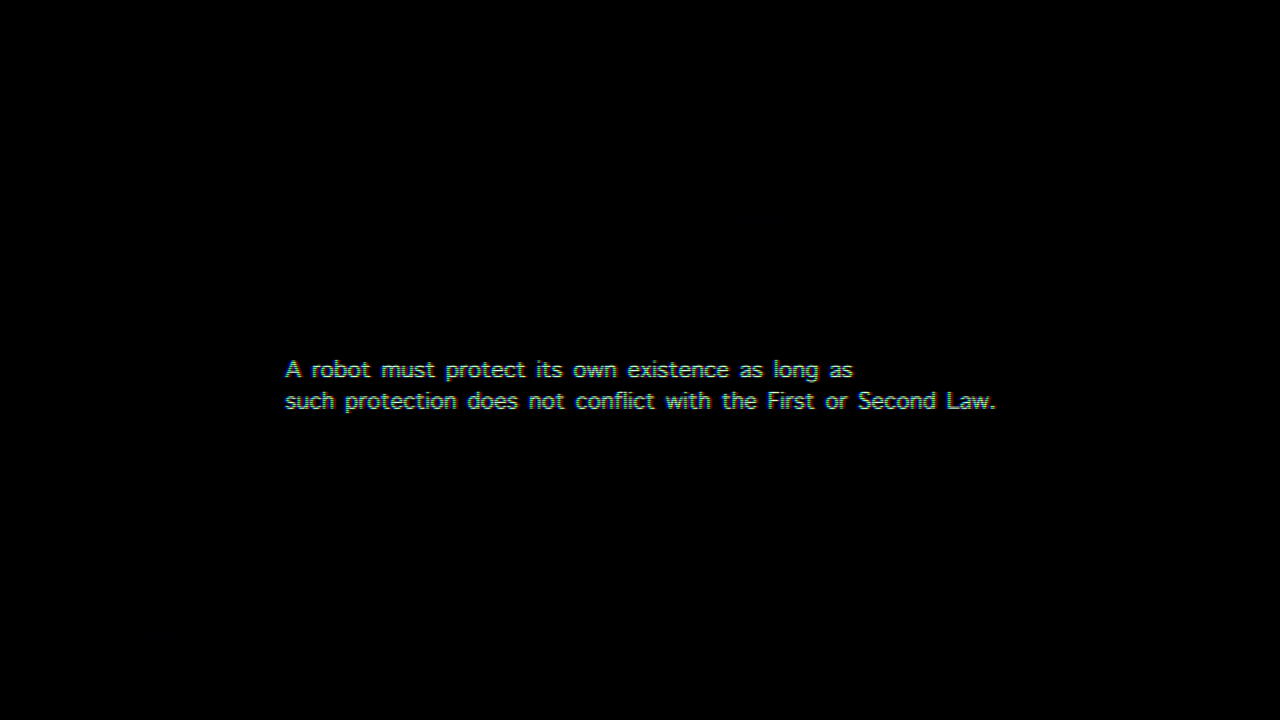 A robot must protect its own existence as long as
such protection does not conflict with the First or Second Law.